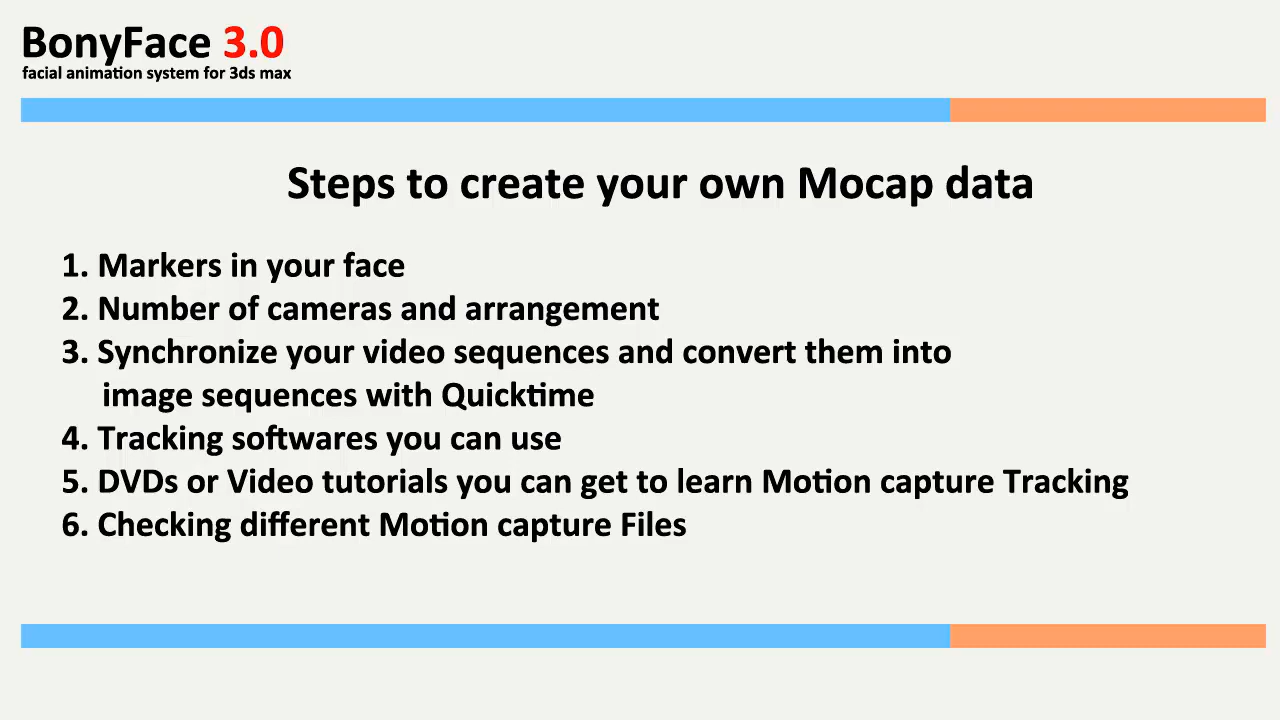 BonyFace 3.0
facial animation system for 3ds max
Steps to create your own Mocap data
1. Markers in your face
2. Number of cameras and arrangement
3. Synchronize your video sequences and convert them into
image sequences with Quicktime
4. Tracking softwares you can use
5. DVDs or Video tutorials you can get to learn Motion capture Tracking
6. Checking different Motion capture Files